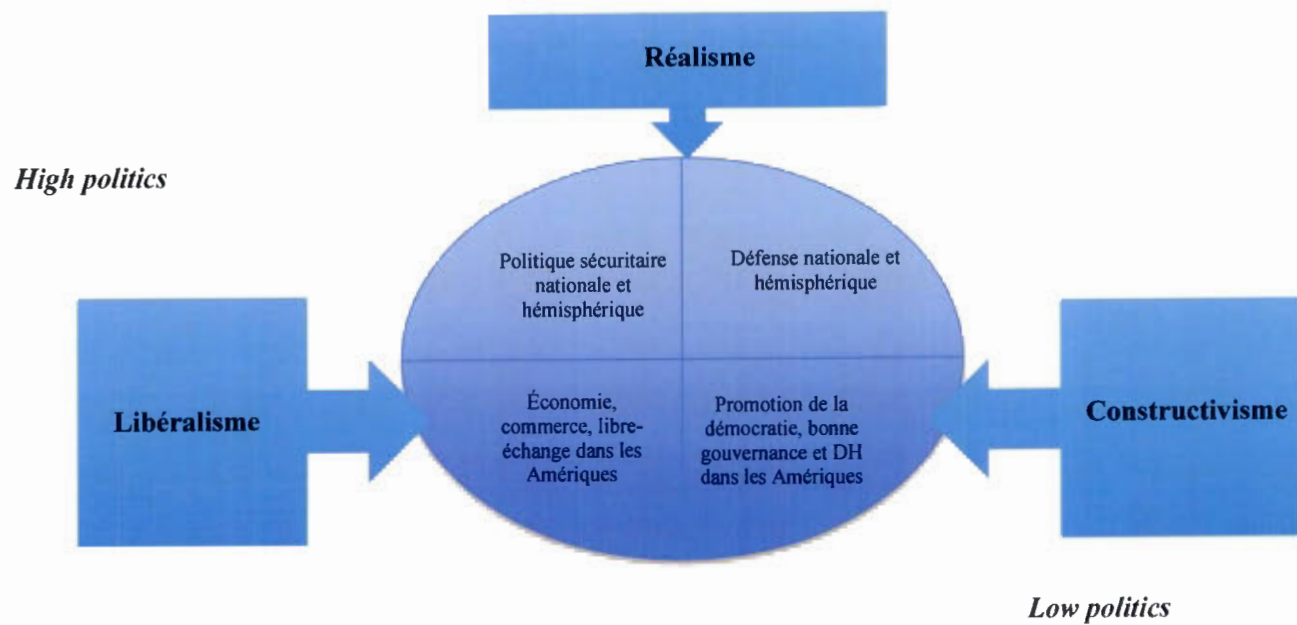 Réalisme
High politics
Politique sécuritaire
nationale et
hémisphérique
Défense nationale et
hémisphérique
Libéralisme
Économie,
commerce, libre-
échange dans les
Amériques
Promotion de la
démocratie, bonne
gouvernance et DH
dans les Amériques
Constructivisme
Low politics